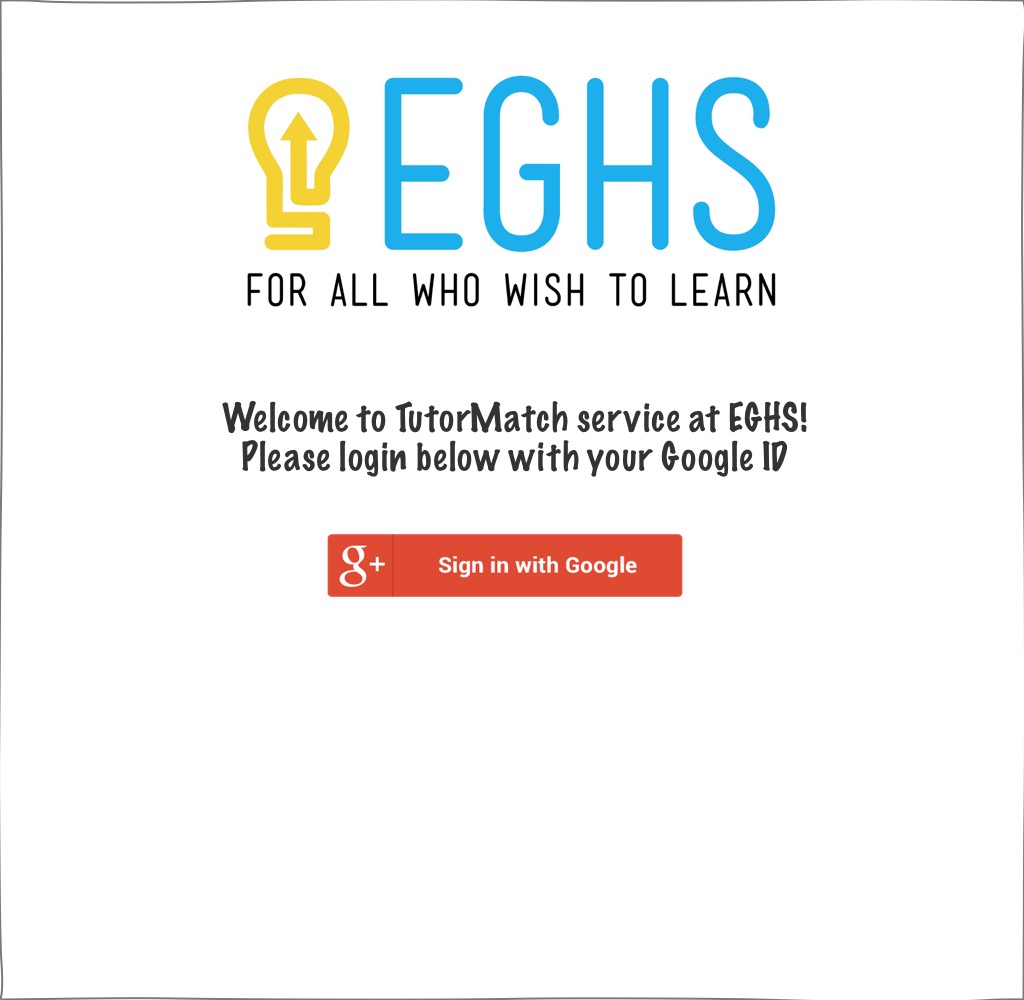 EGHS
FOR ALL WHO WISH TO LEARN
Welcome to TutorMatch service at EGHS!
Please login below with your Google ID
g+ Sign in with Google